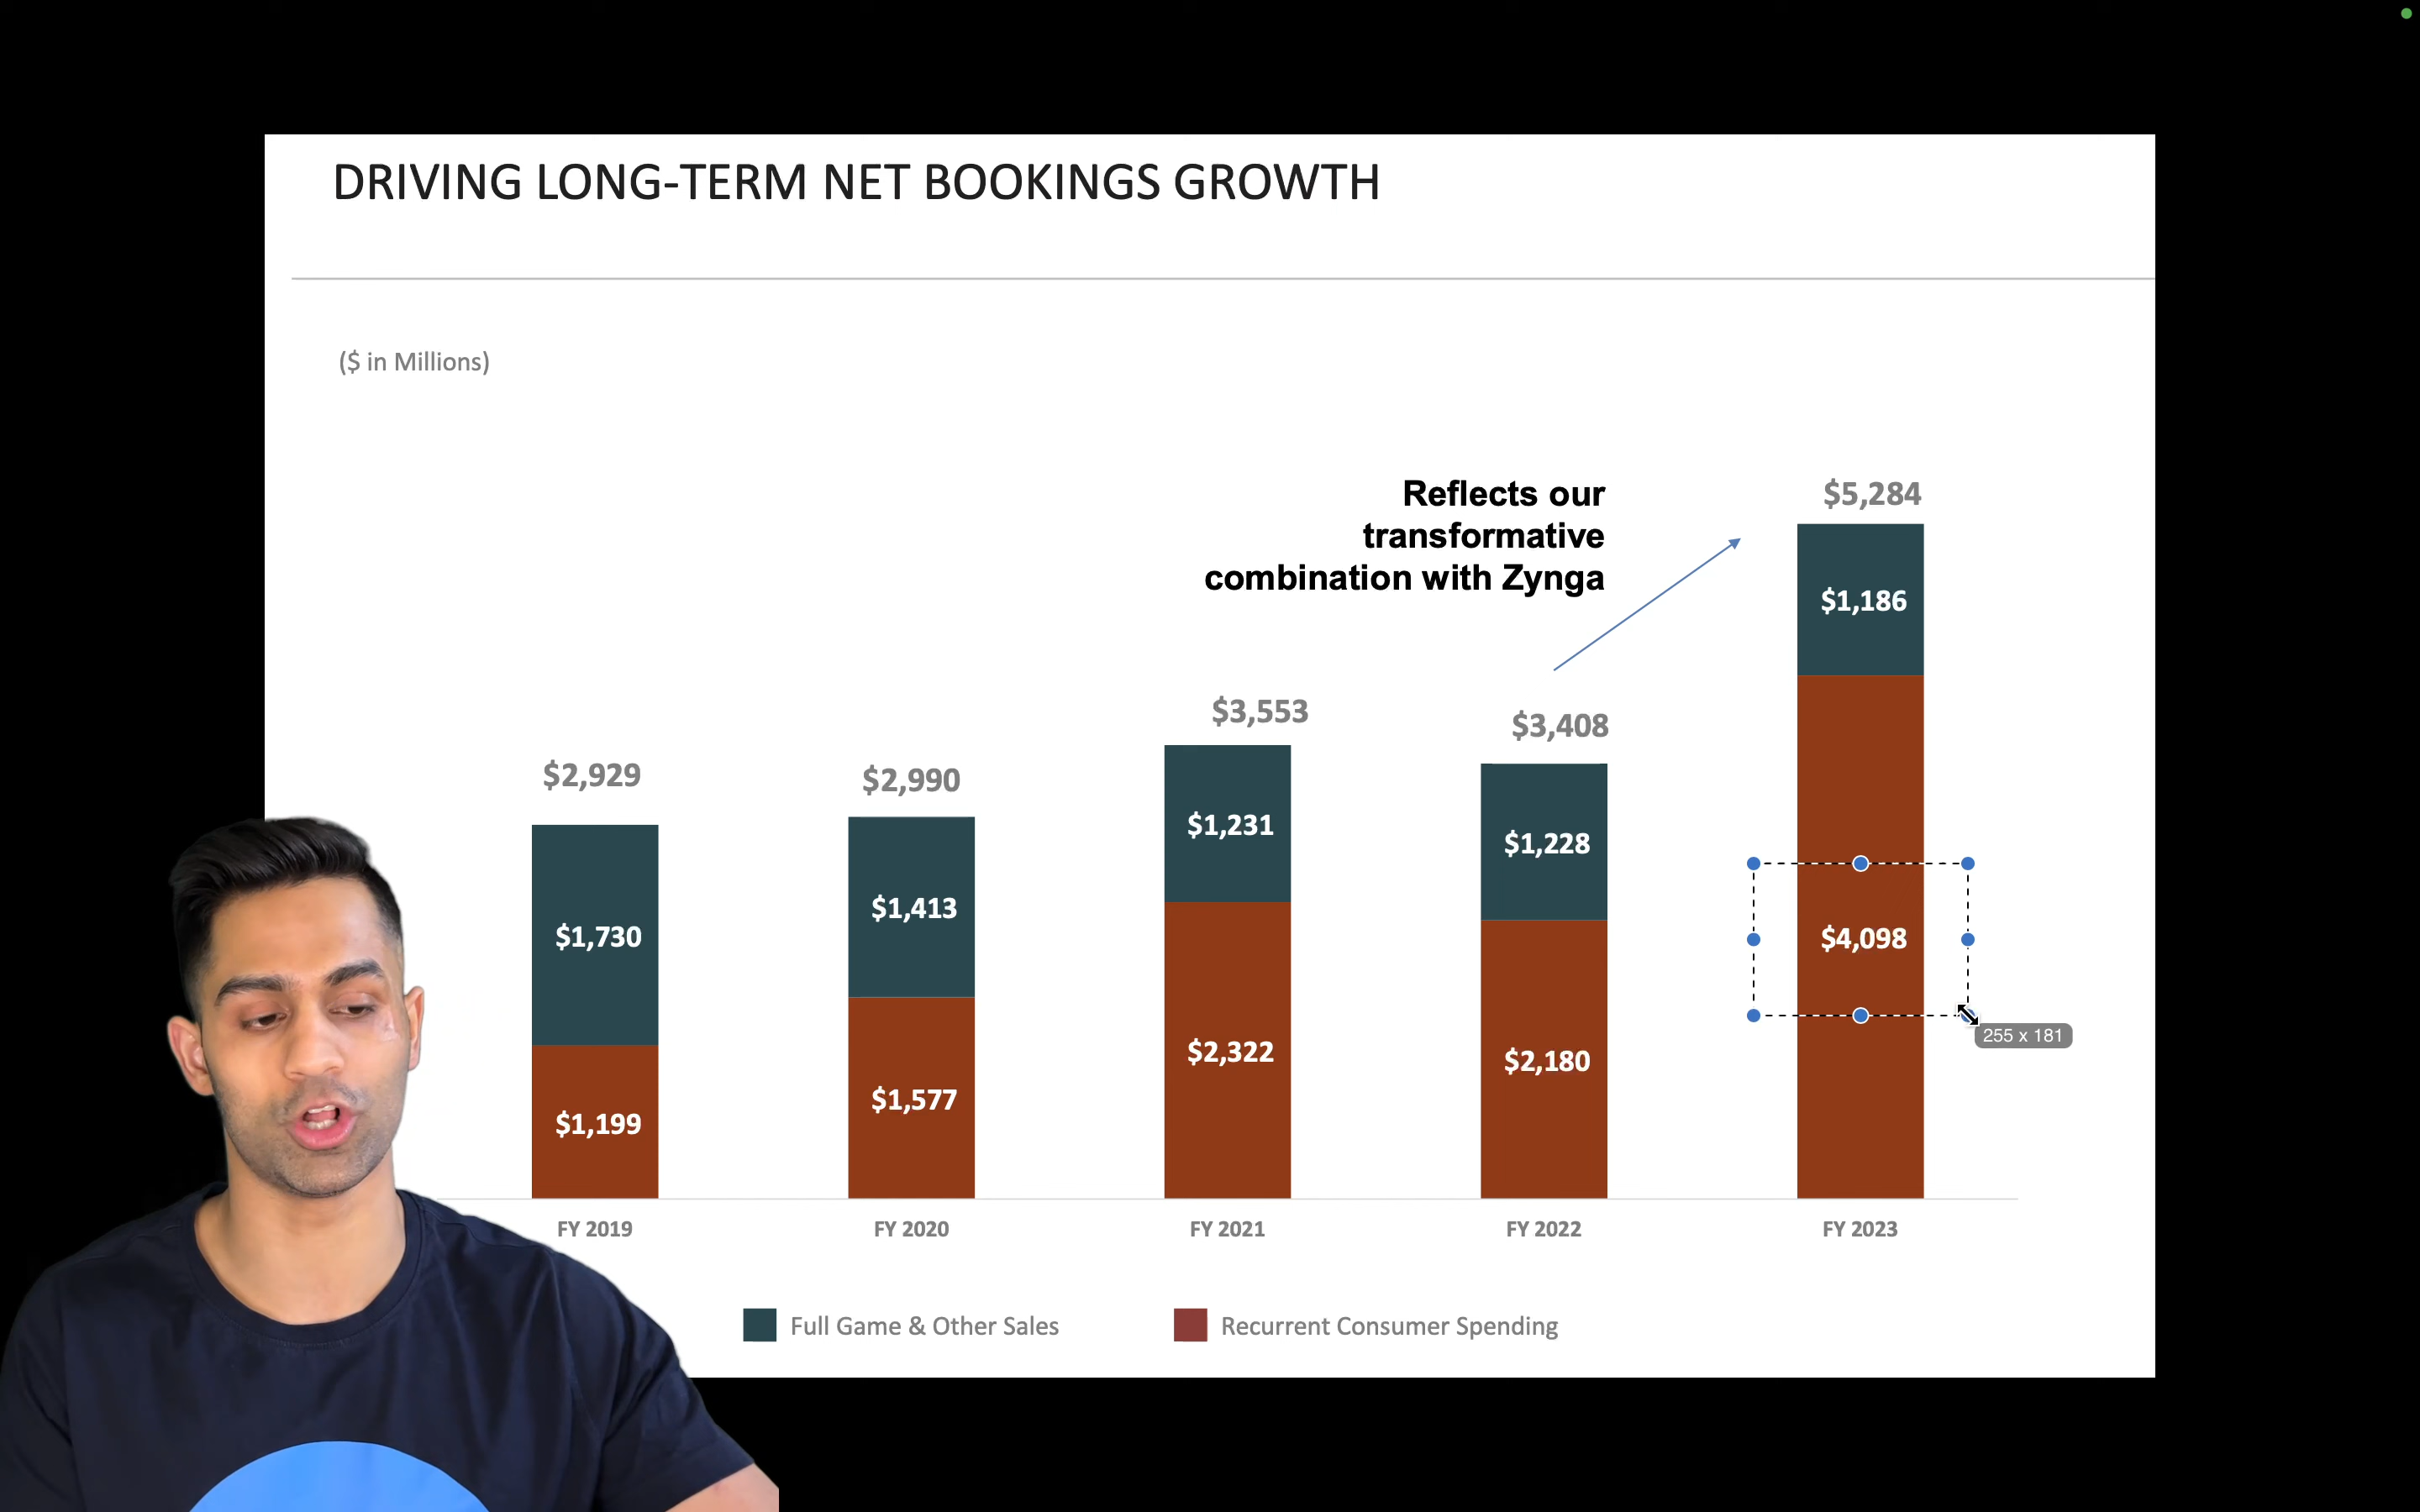 DRIVING LONG-TERM NET BOOKINGS GROWTH
($ in Millions)
Reflects our
transformative
combination with Zynga
$5,284
$1,186
$3,553
$3,408
$2,929
$2,990
$1,231
$1,228
$1,413
$1,730
$4,098
$2,322
$2,180
$1,577
$1,199
255 x 181
FY 2019
FY 2020
FY 2021
FY 2022
FY 2023
Full Game & Other Sales
Recurrent Consumer Spending